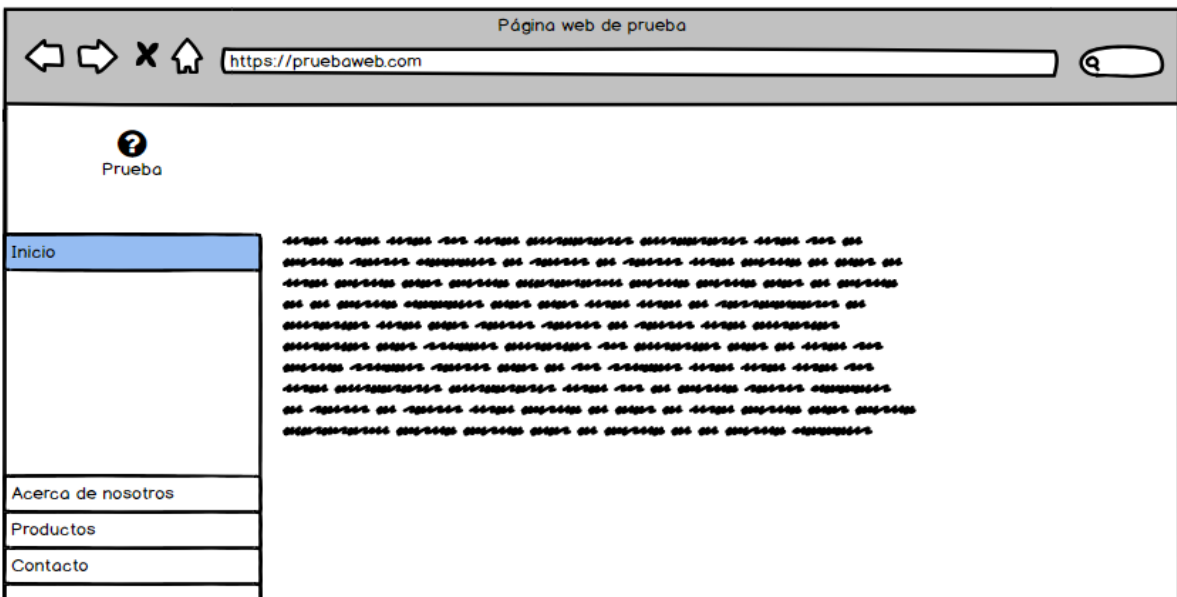 Página web de prueba
https://pruebaweb.com
Prueba
Inicio
Acerca de nosotros
Productos
Contacto